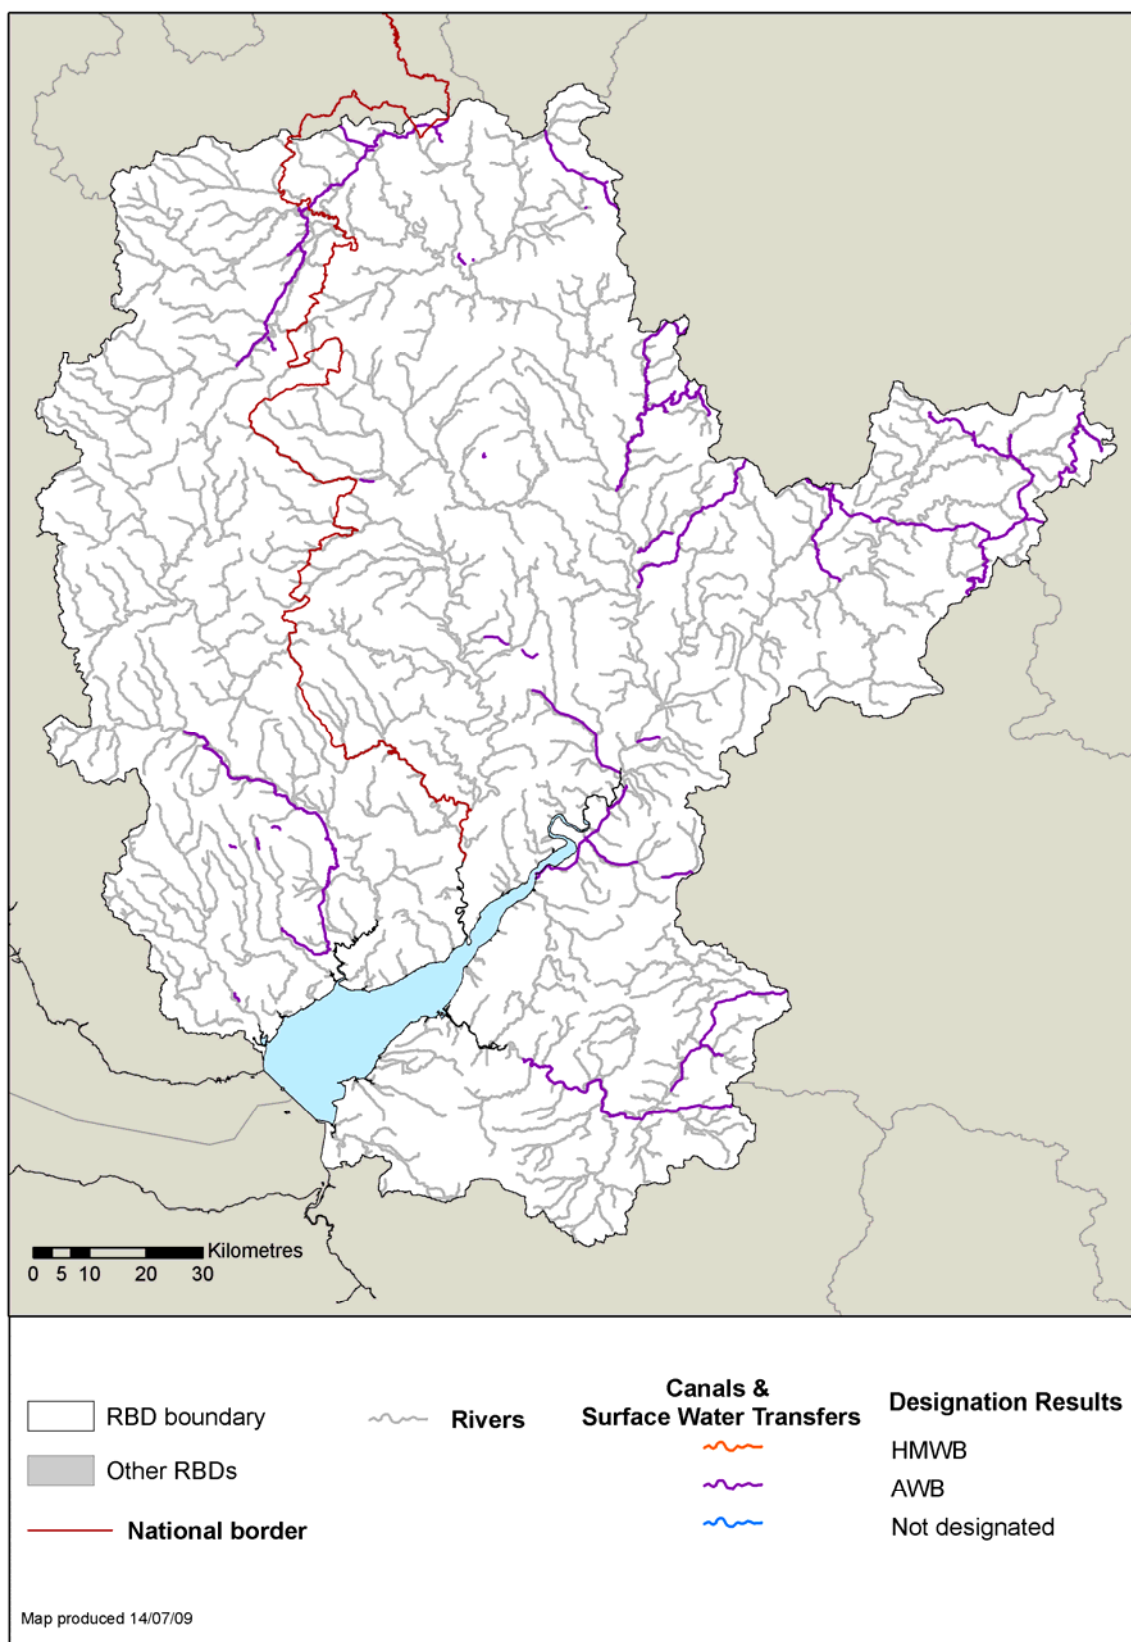 Kilometres
0 5 10 20 30
RBD boundary
Other RBDs
National border
Rivers
Canals &
Surface Water Transfers
Designation Results
HMWB
AWB
Not designated
Map produced 14/07/09